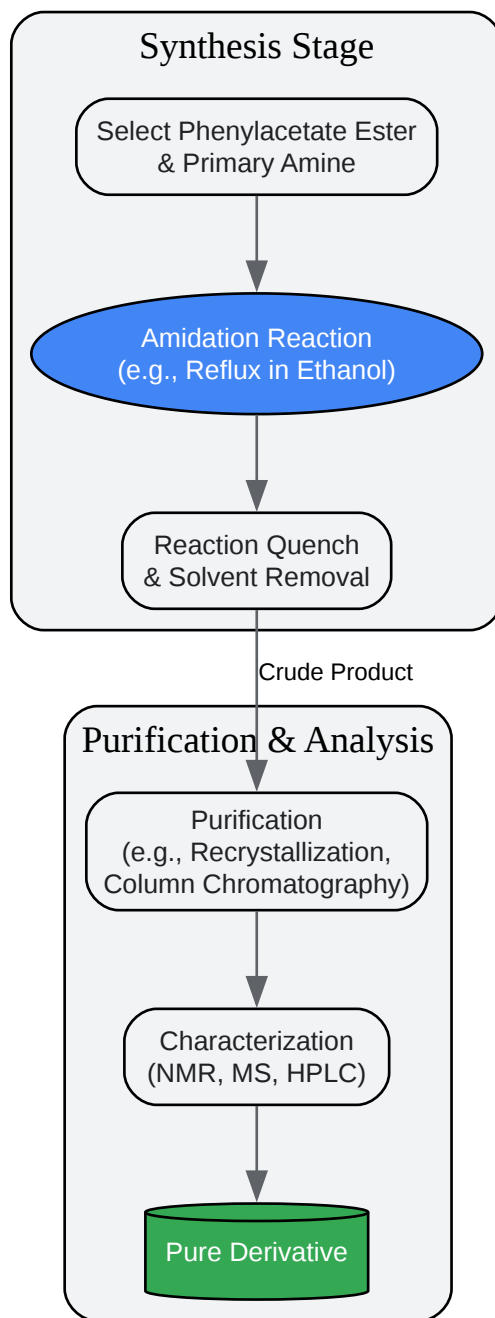 Synthesis Stage
Select Phenylacetate Ester
& Primary Amine
Amidation Reaction
(e.g., Reflux in Ethanol)
Reaction Quench
& Solvent Removal
Crude Product
Purification & Analysis
Purification
(e.g., Recrystallization,
Column Chromatography)
Characterization
(NMR, MS, HPLC)
Pure Derivative